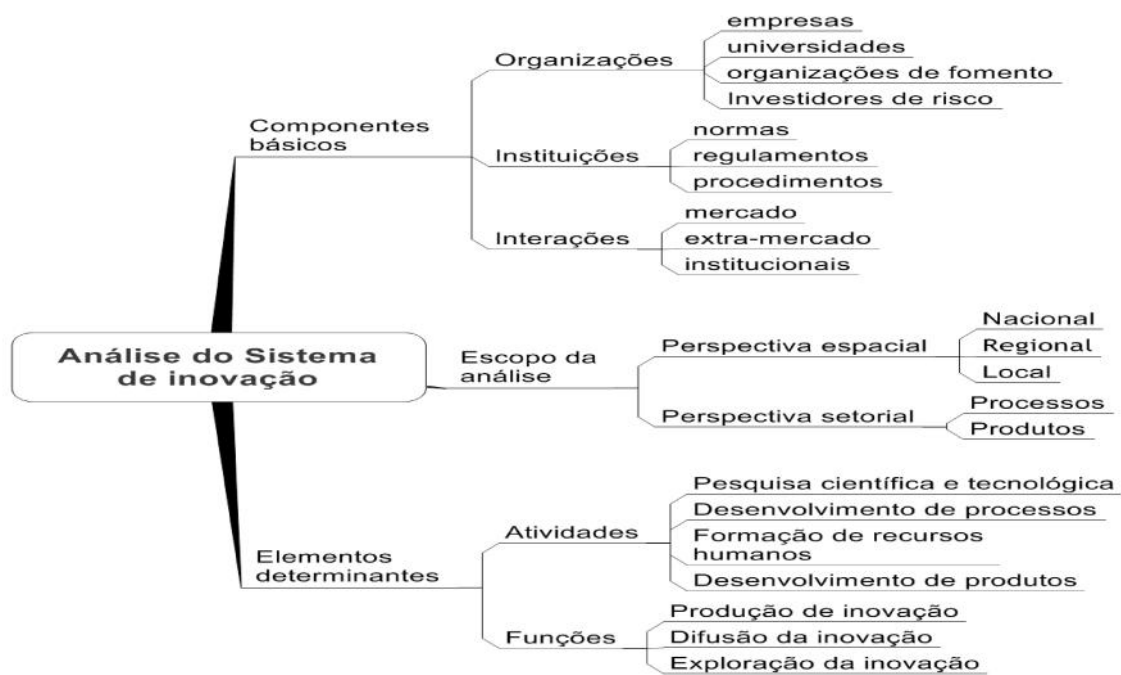 Análise do Sistema
de inovação
Componentes
básicos
Organizações
empresas
universidades
organizações de fomento
Investidores de risco
Instituições
normas
regulamentos
procedimentos
Interações
mercado
extra-mercado
institucionais
Escopo da
análise
Perspectiva espacial
Nacional
Regional
Local
Perspectiva setorial
Processos
Produtos
Elementos
determinantes
Atividades
Pesquisa científica e tecnológica
Desenvolvimento de processos
Formação de recursos
humanos
Desenvolvimento de produtos
Funções
Produção de inovação
Difusão da inovação
Exploração da inovação